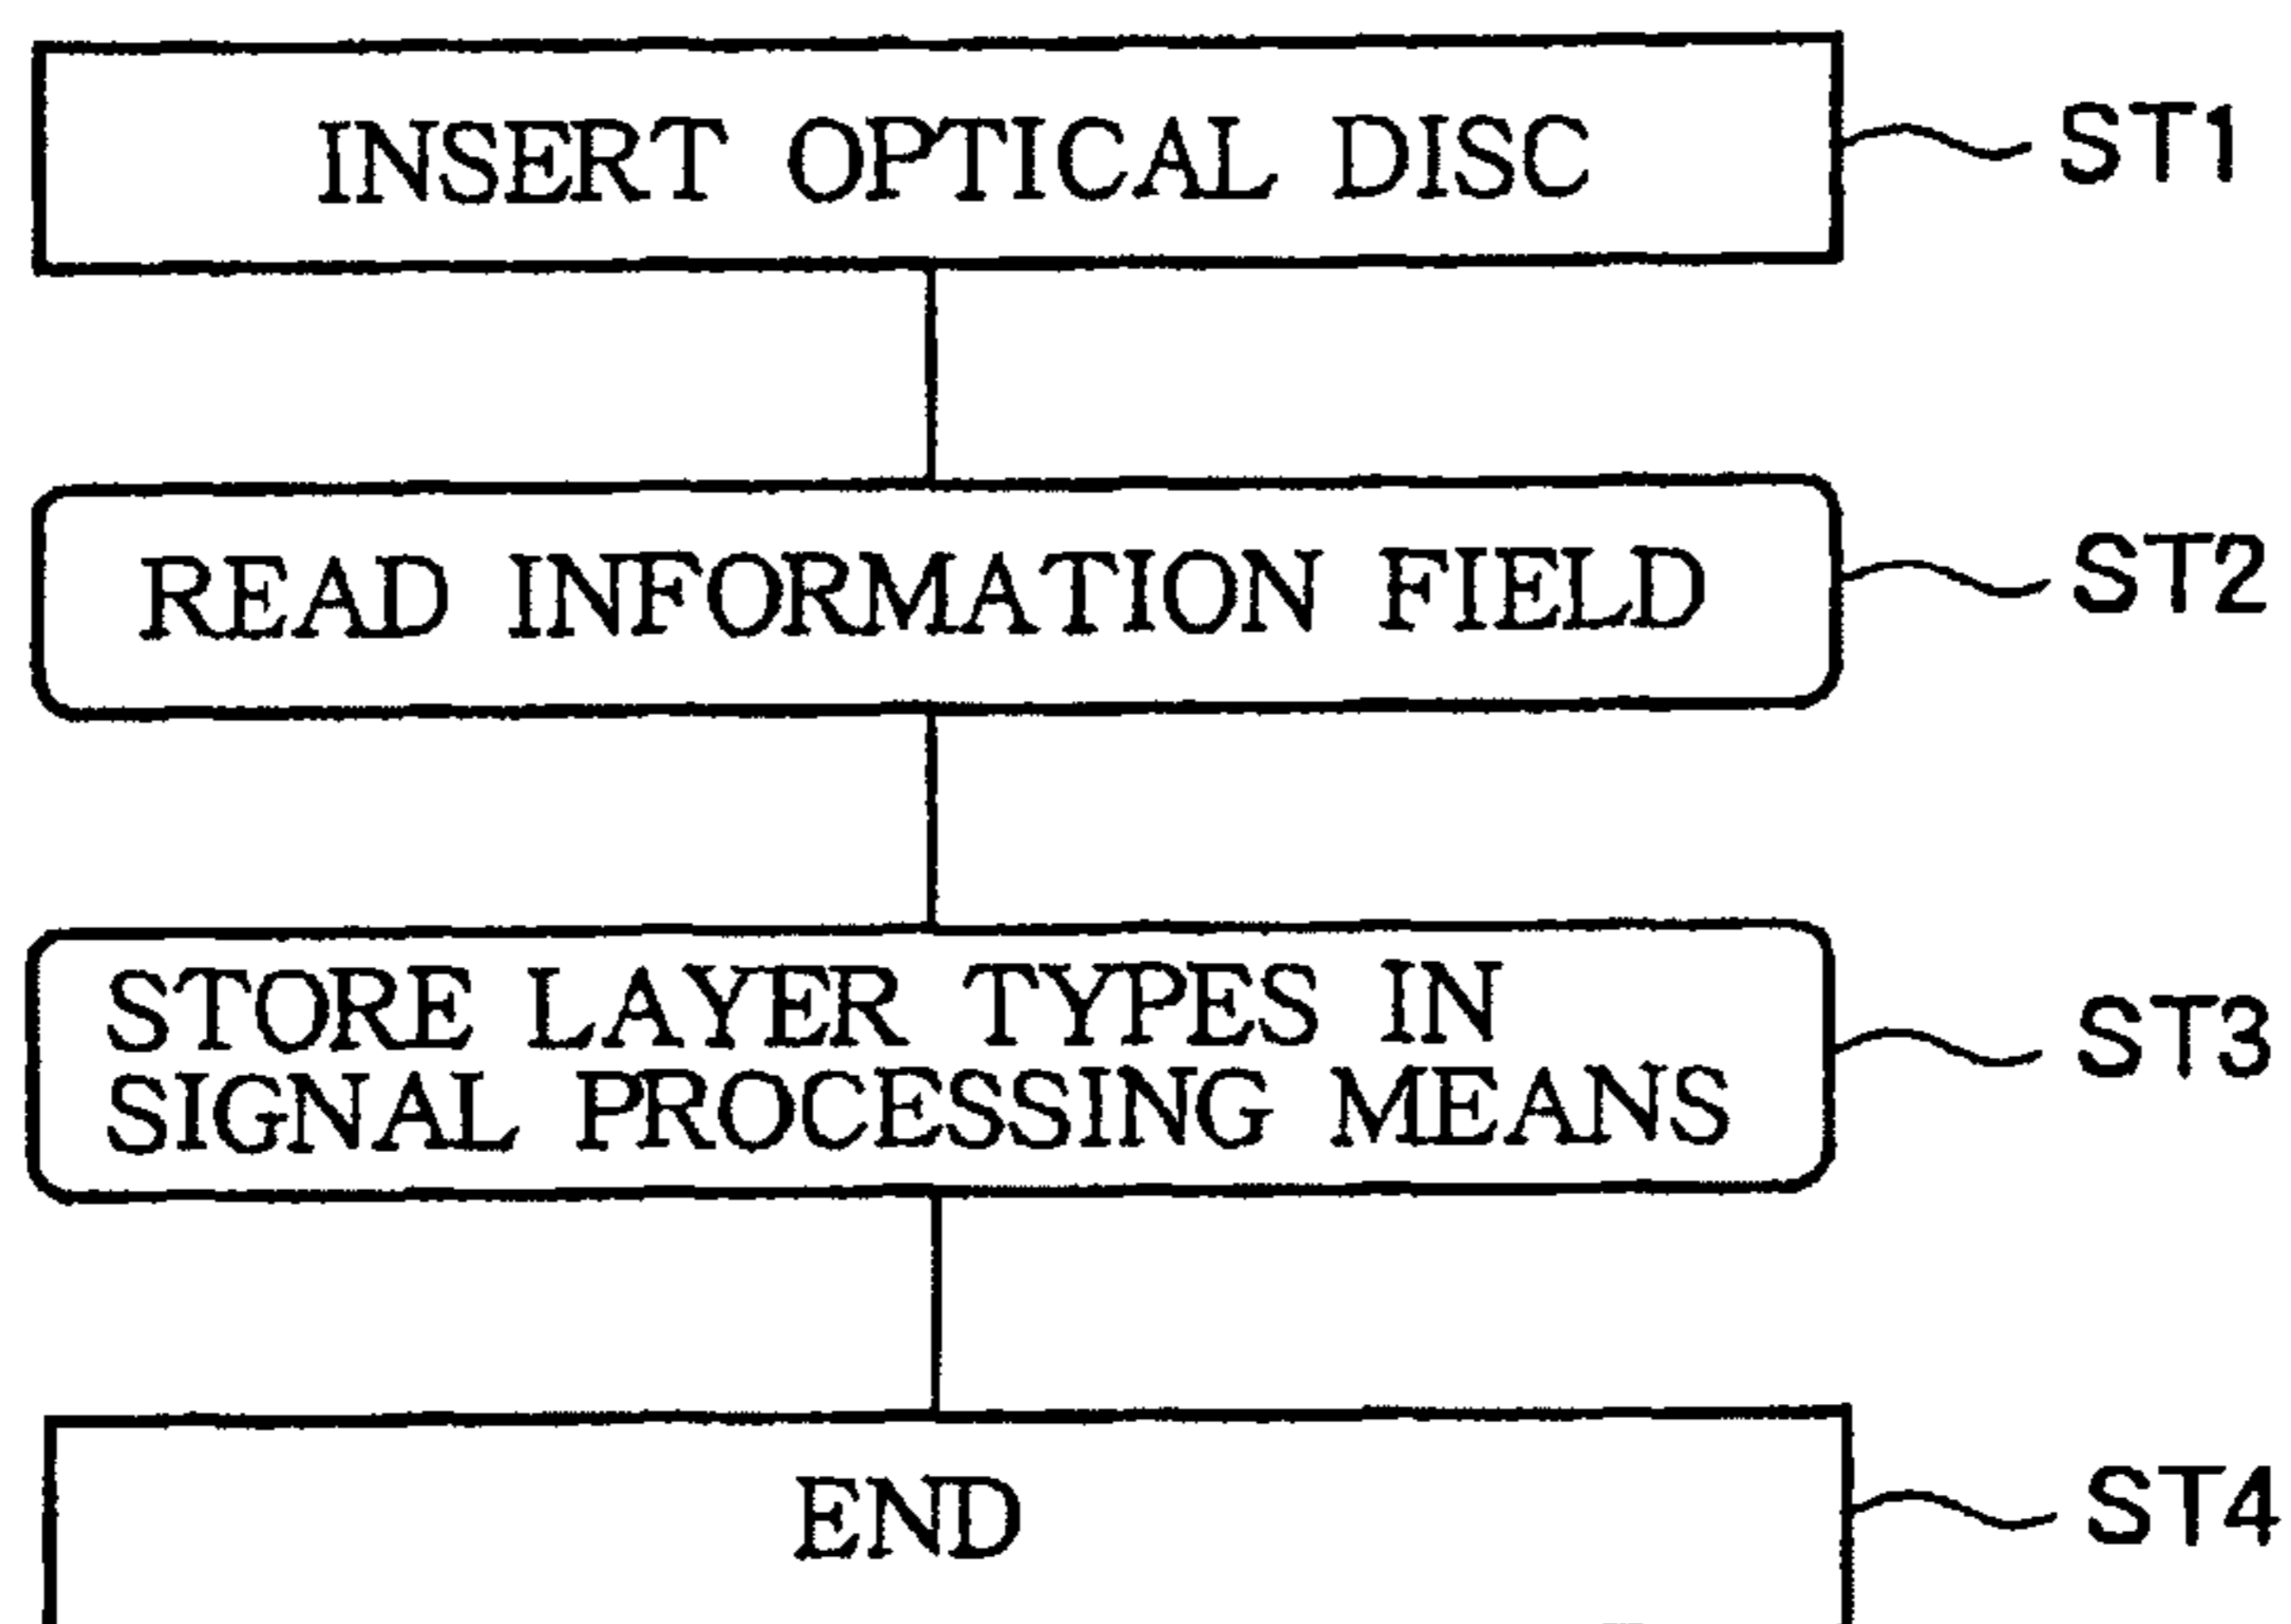 INSERT OPTICAL DISC ST1
READ INFORMATION FIELD ST2
STORE LAYER TYPES IN
SIGNAL PROCESSING MEANS ST3
END ST4